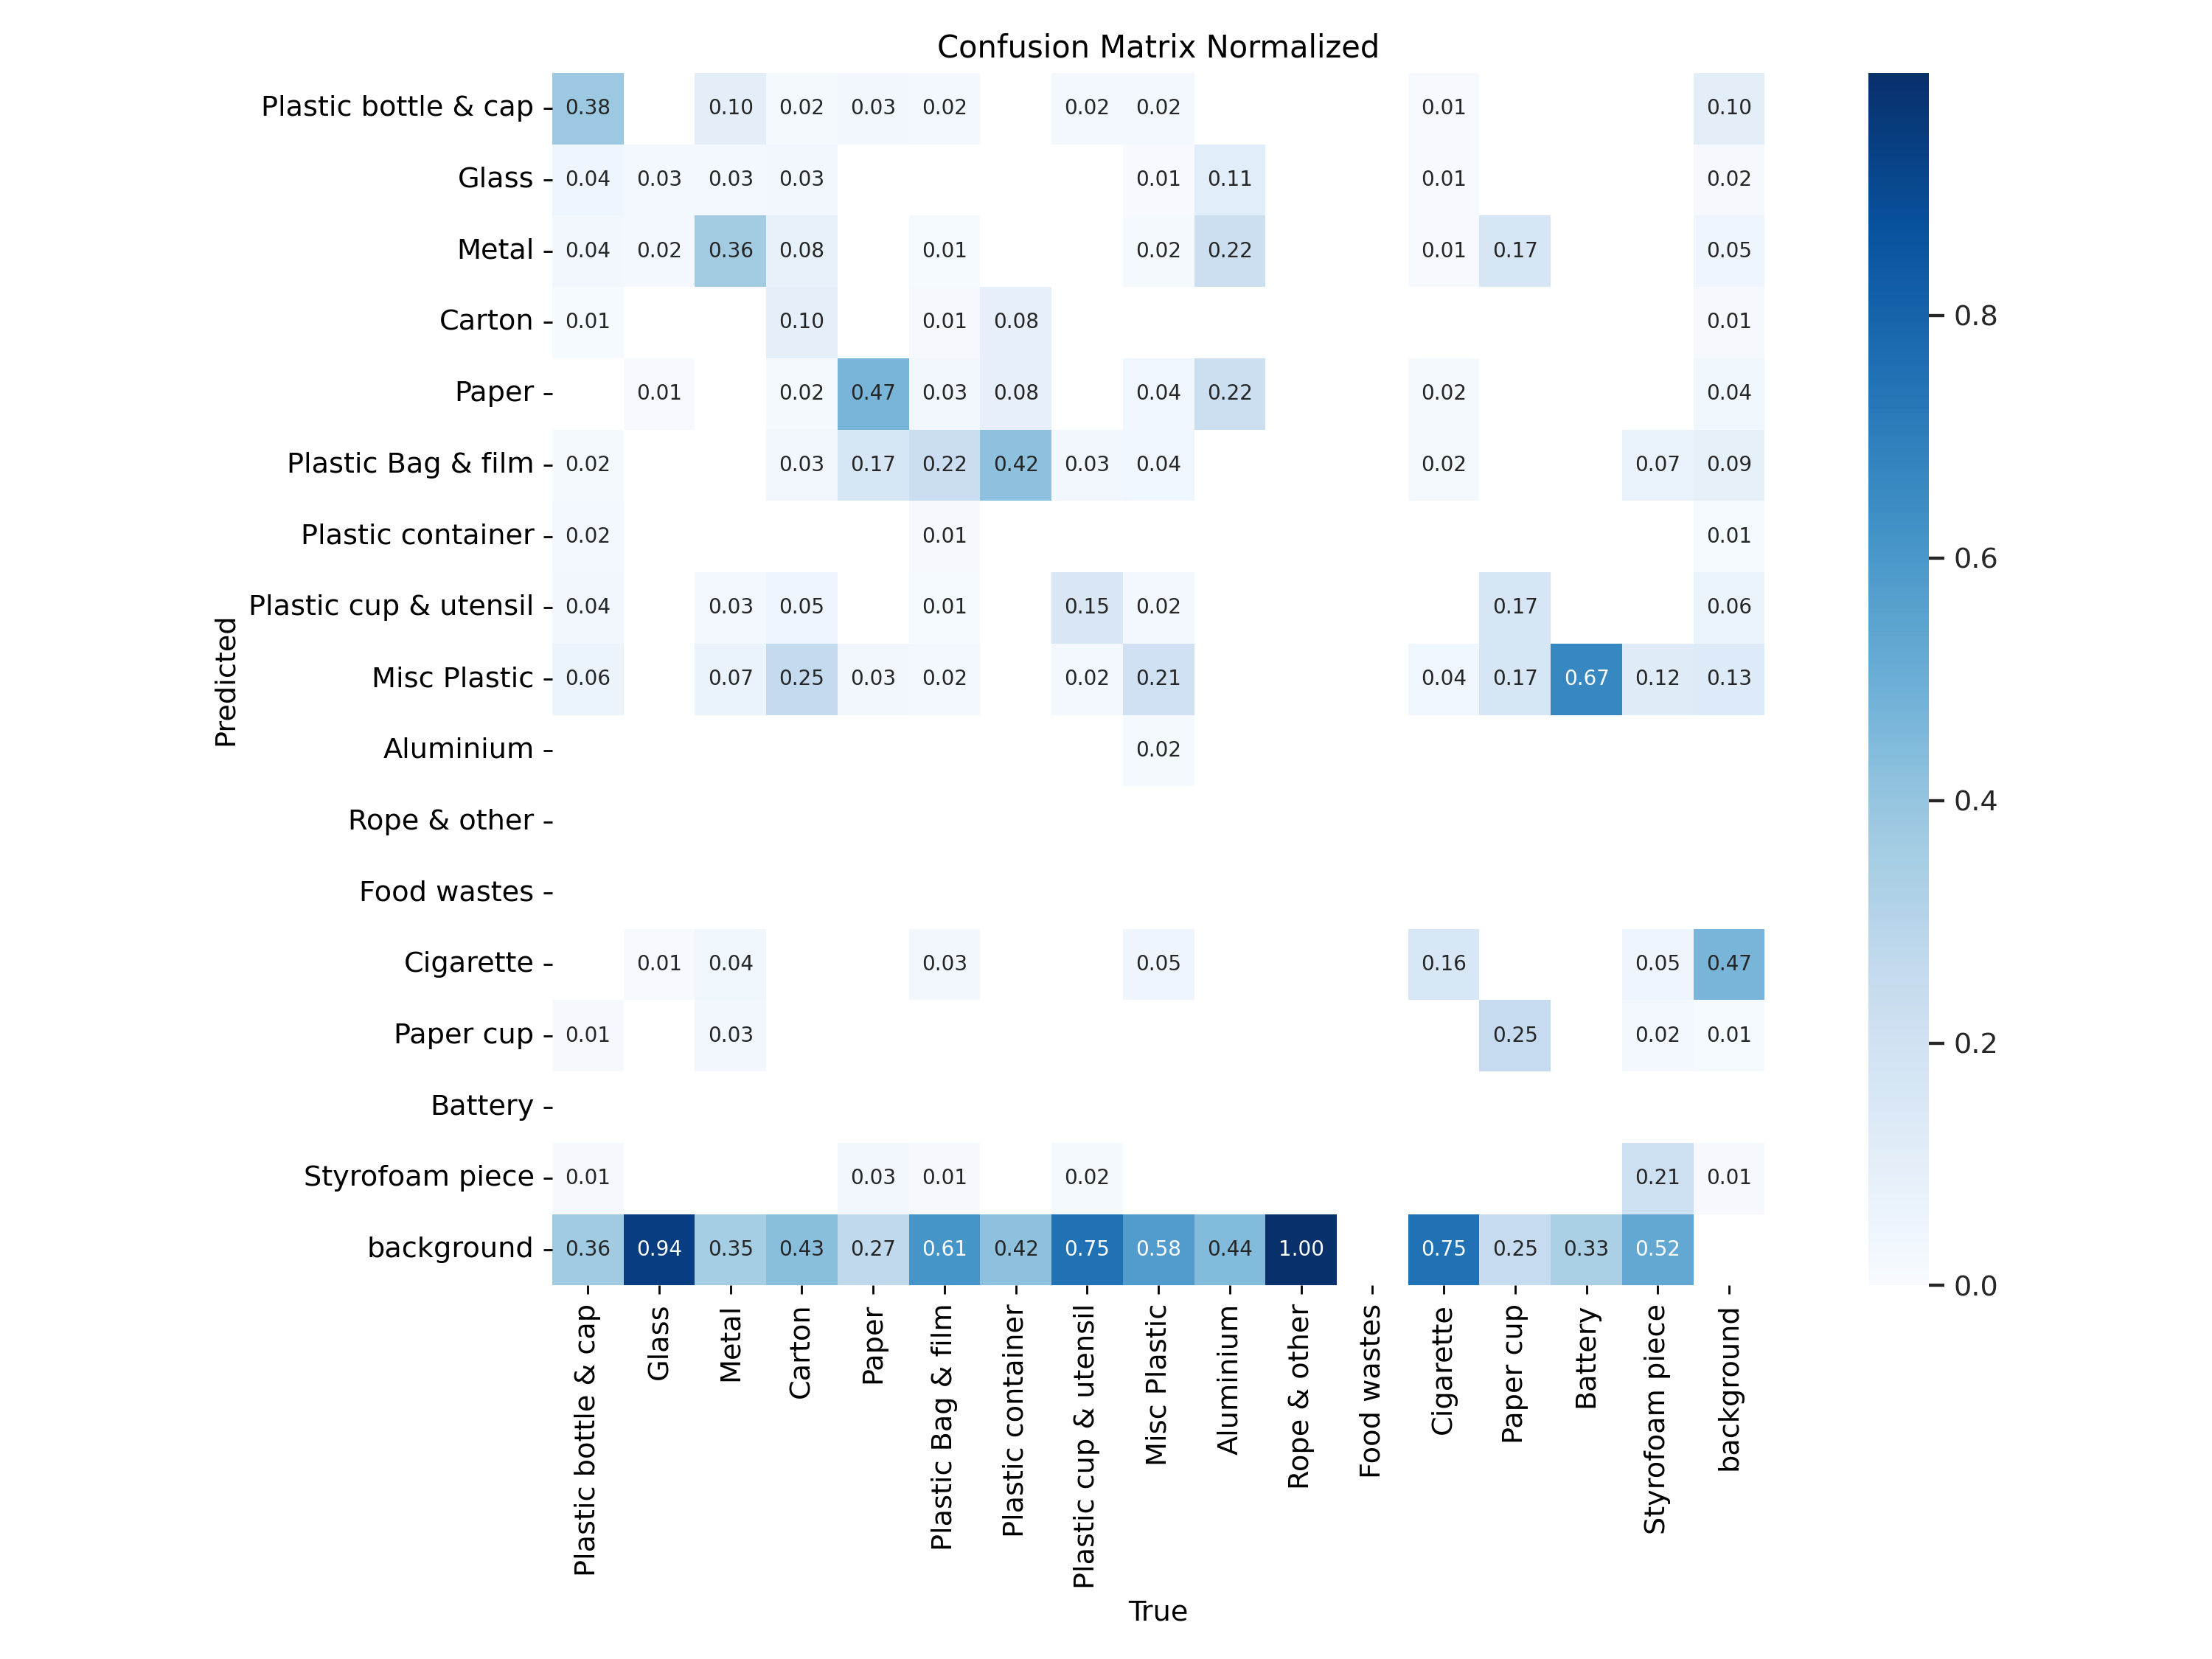 Confusion Matrix Normalized
Plastic bottle & cap 0.38 0.10 0.02 0.03 0.02 0.02 0.02 0.01 0.10
Glass 0.04 0.03 0.03 0.03 0.01 0.11 0.01 0.02
Metal 0.04 0.02 0.36 0.08 0.01 0.02 0.22 0.01 0.17 0.05
Carton 0.01 0.10 0.01 0.08 0.01
Paper 0.01 0.02 0.47 0.03 0.08 0.04 0.22 0.02 0.04
Plastic Bag & film 0.02 0.03 0.17 0.22 0.42 0.03 0.04 0.02 0.07 0.09
Plastic container 0.02 0.01 0.01
Plastic cup & utensil 0.04 0.03 0.05 0.01 0.15 0.02 0.17 0.06
Misc Plastic 0.06 0.07 0.25 0.03 0.02 0.02 0.21 0.04 0.17 0.67 0.12 0.13
Aluminium 0.02
Rope & other
Food wastes
Cigarette 0.01 0.04 0.03 0.05 0.16 0.05 0.47
Paper cup 0.01 0.03 0.25 0.02 0.01
Battery
Styrofoam piece 0.01 0.03 0.01 0.02 0.21 0.01
background 0.36 0.94 0.35 0.43 0.27 0.61 0.42 0.75 0.58 0.44 1.00 0.75 0.25 0.33 0.52
Predicted
Plastic bottle & cap
Glass
Metal
Carton
Paper
Plastic Bag & film
Plastic container
Plastic cup & utensil
Misc Plastic
Aluminium
Rope & other
Food wastes
Cigarette
Paper cup
Battery
Styrofoam piece
background
True
0.8
0.6
0.4
0.2
0.0